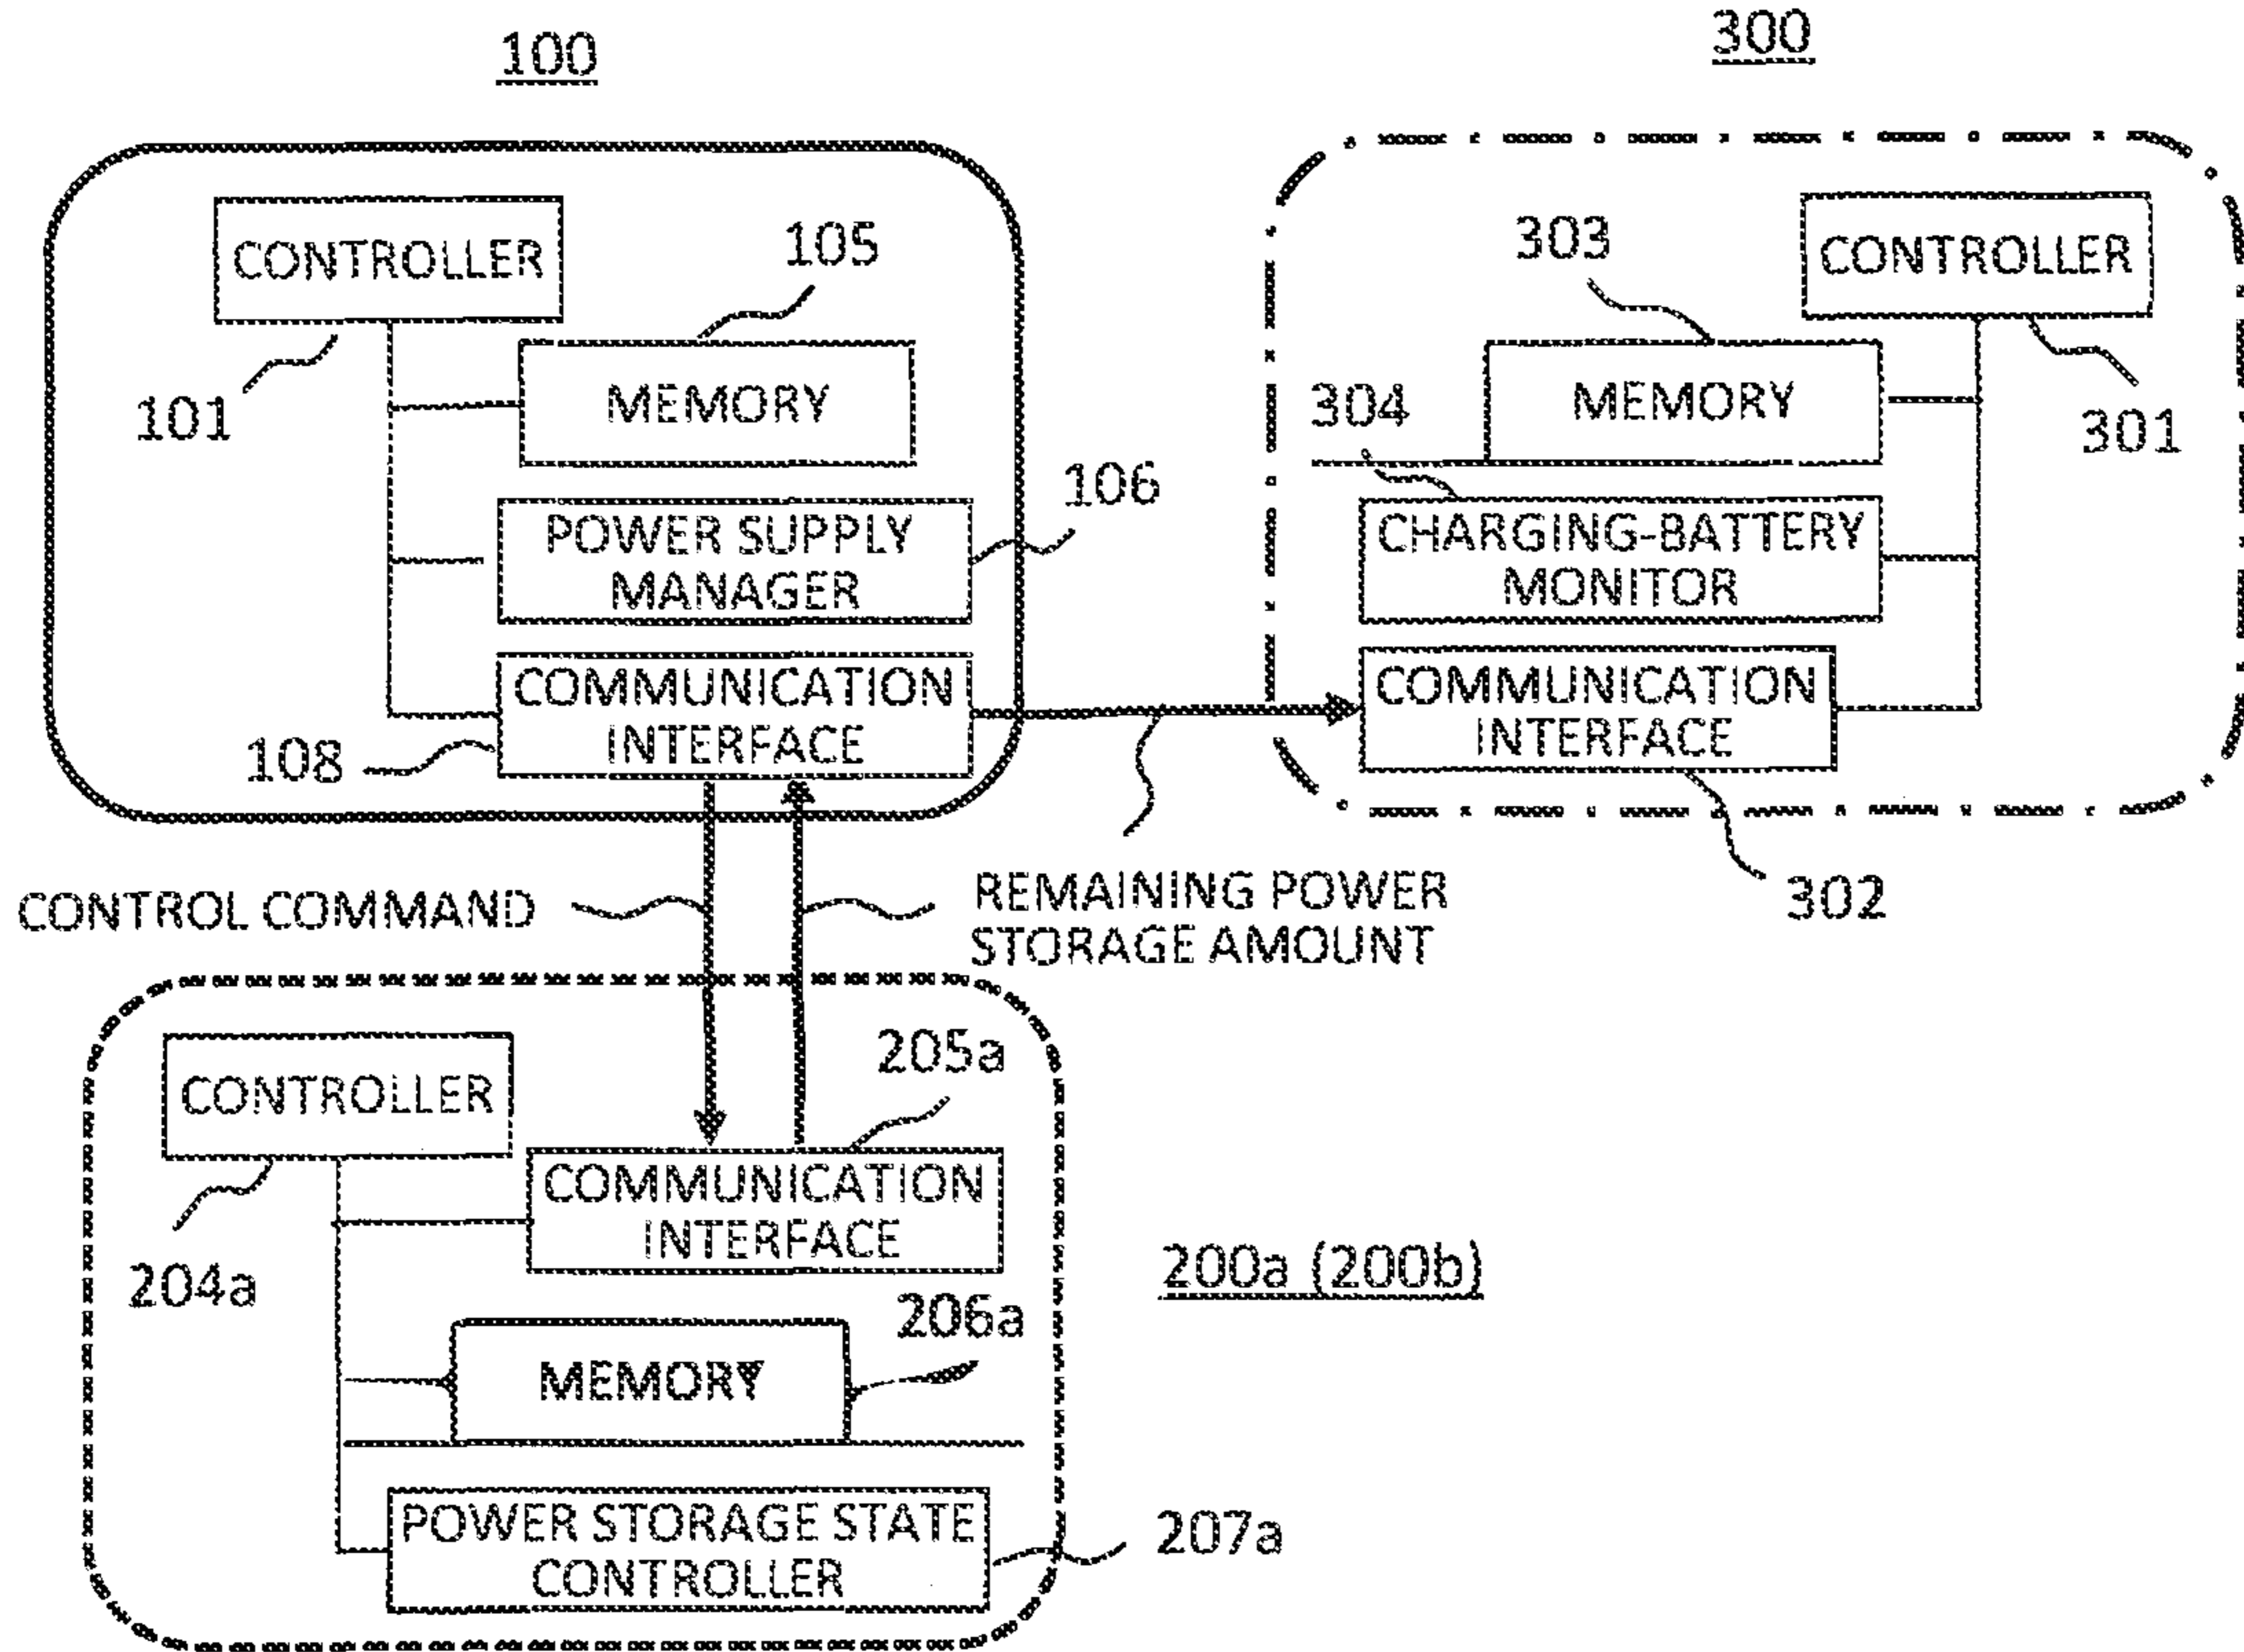 100
300
CONTROLLER
101
105
MEMORY
106
POWER SUPPLY
MANAGER
COMMUNICATION
INTERFACE
108
303
CONTROLLER
301
MEMORY
304
CHARGING-BATTERY
MONITOR
COMMUNICATION
INTERFACE
302
CONTROL COMMAND
REMAINING POWER
STORAGE AMOUNT
CONTROLLER
204a
205a
COMMUNICATION
INTERFACE
200a (200b)
206a
MEMORY
POWER STORAGE STATE
CONTROLLER
207a